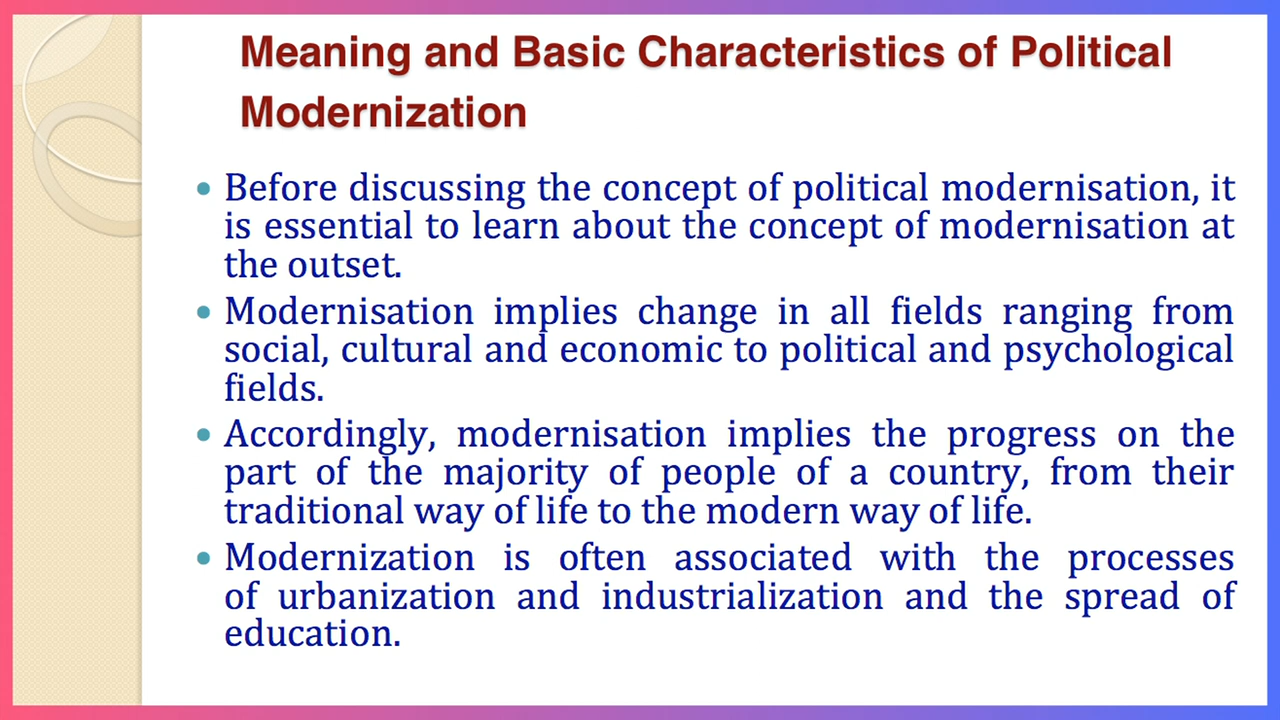 Meaning and Basic Characteristics of Political
Modernization
• Before discussing the concept of political modernisation, it
is essential to learn about the concept of modernisation at
the outset.
• Modernisation implies change in all fields ranging from
social, cultural and economic to political and psychological
fields.
• Accordingly, modernisation implies the progress on the
part of the majority of people of a country, from their
traditional way of life to the modern way of life.
• Modernization is often associated with the processes
of urbanization and industrialization and the spread of
education.